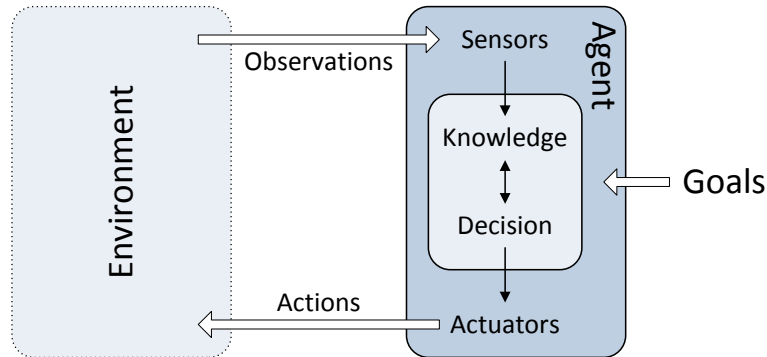 Environment
Observations
Actions
Sensors
Agent
Knowledge
Decision
Actuators
Goals